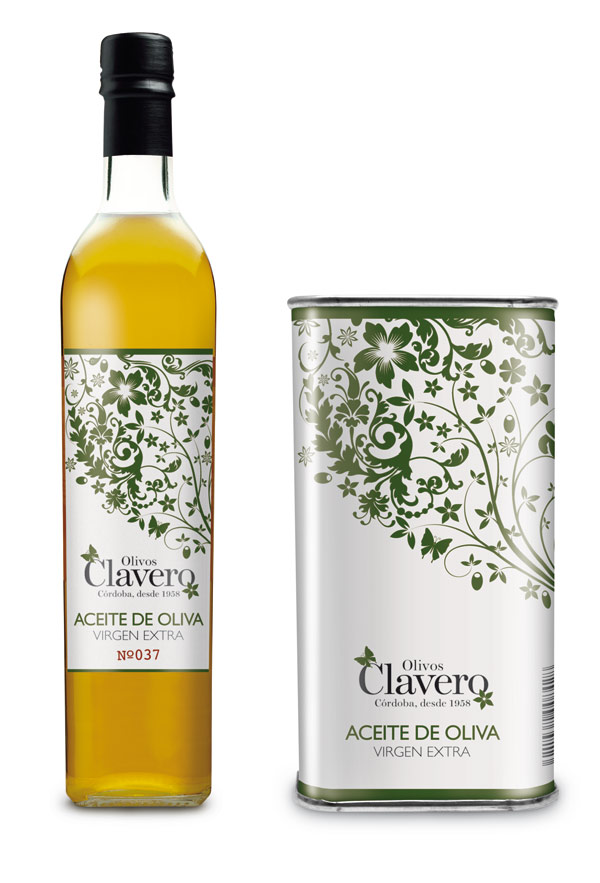 Olivos
Clavero
Córdoba, desde 1958
ACEITE DE OLIVA
VIRGEN EXTRA
Nº037
Olivos
Clavero
Córdoba, desde 1958
ACEITE DE OLIVA
VIRGEN EXTRA